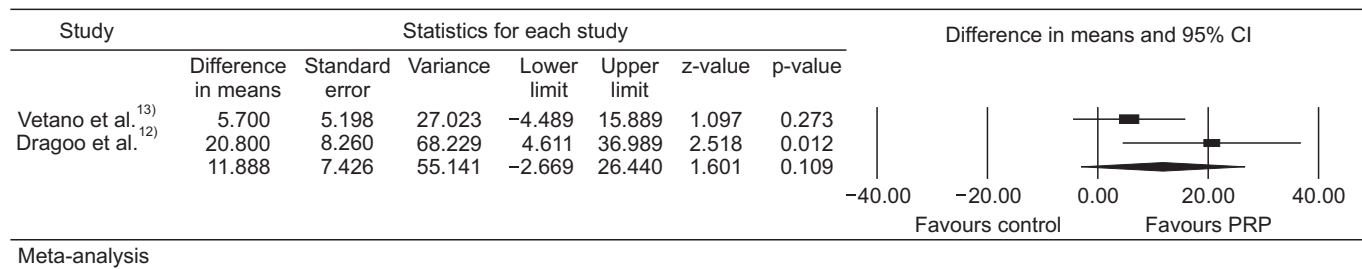 Study Statistics for each study Difference in means and 95% CI
Difference in means Standard error Variance Lower limit Upper limit z-value p-value
Vetano et al.13) 5.700 5.198 27.023 −4.489 15.889 1.097 0.273
Dragoo et al.12) 20.800 8.260 68.229 4.611 36.989 2.518 0.012
11.888 7.426 55.141 −2.669 26.440 1.601 0.109
−40.00 −20.00 0.00 20.00 40.00
Favours control Favours PRP
Meta-analysis